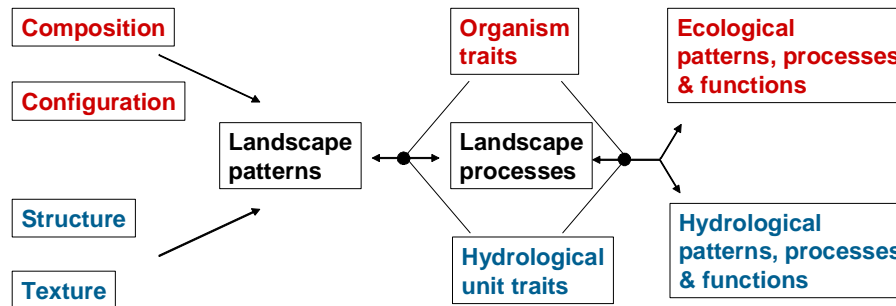 Composition
Configuration
Structure
Texture
Landscape
patterns
Organism
traits
Landscape
processes
Hydrological
unit traits
Ecological
patterns, processes
& functions
Hydrological
patterns, processes
& functions